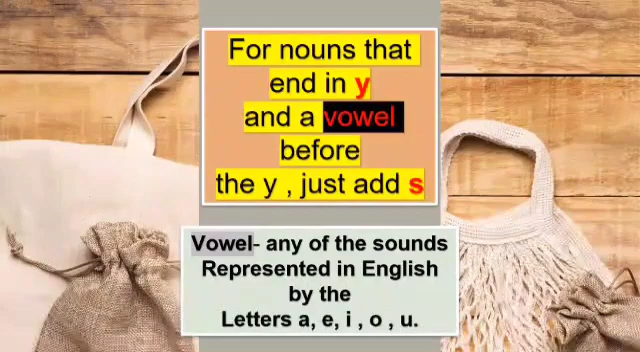 For nouns that
end in y
and a vowel
before
the y , just add s
Vowel- any of the sounds
Represented in English
by the
Letters a, e, i , o , u.